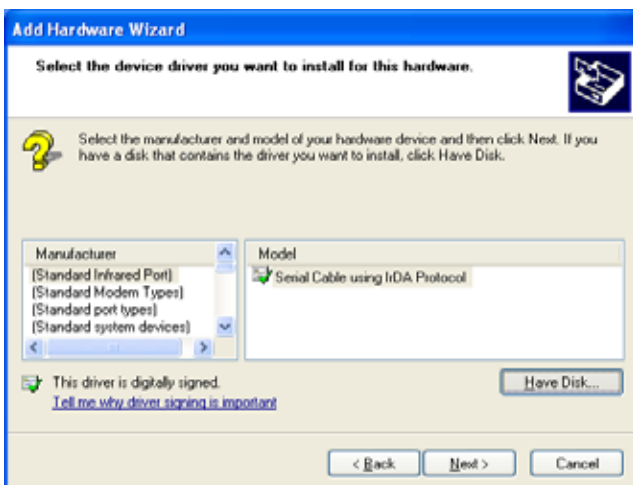 Add Hardware Wizard
Select the device driver you want to install for this hardware.
Select the manufacturer and model of your hardware device and then click Next. If you
have a disk that contains the driver you want to install, click Have Disk.
Manufacturer
(Standard Infrared Port)
(Standard Modem Types)
(Standard port types)
(Standard system devices)
Model
Serial Cable using IrDA Protocol
This driver is digitally signed.
Tell me why driver signing is important
Have Disk...
< Back
Next >
Cancel